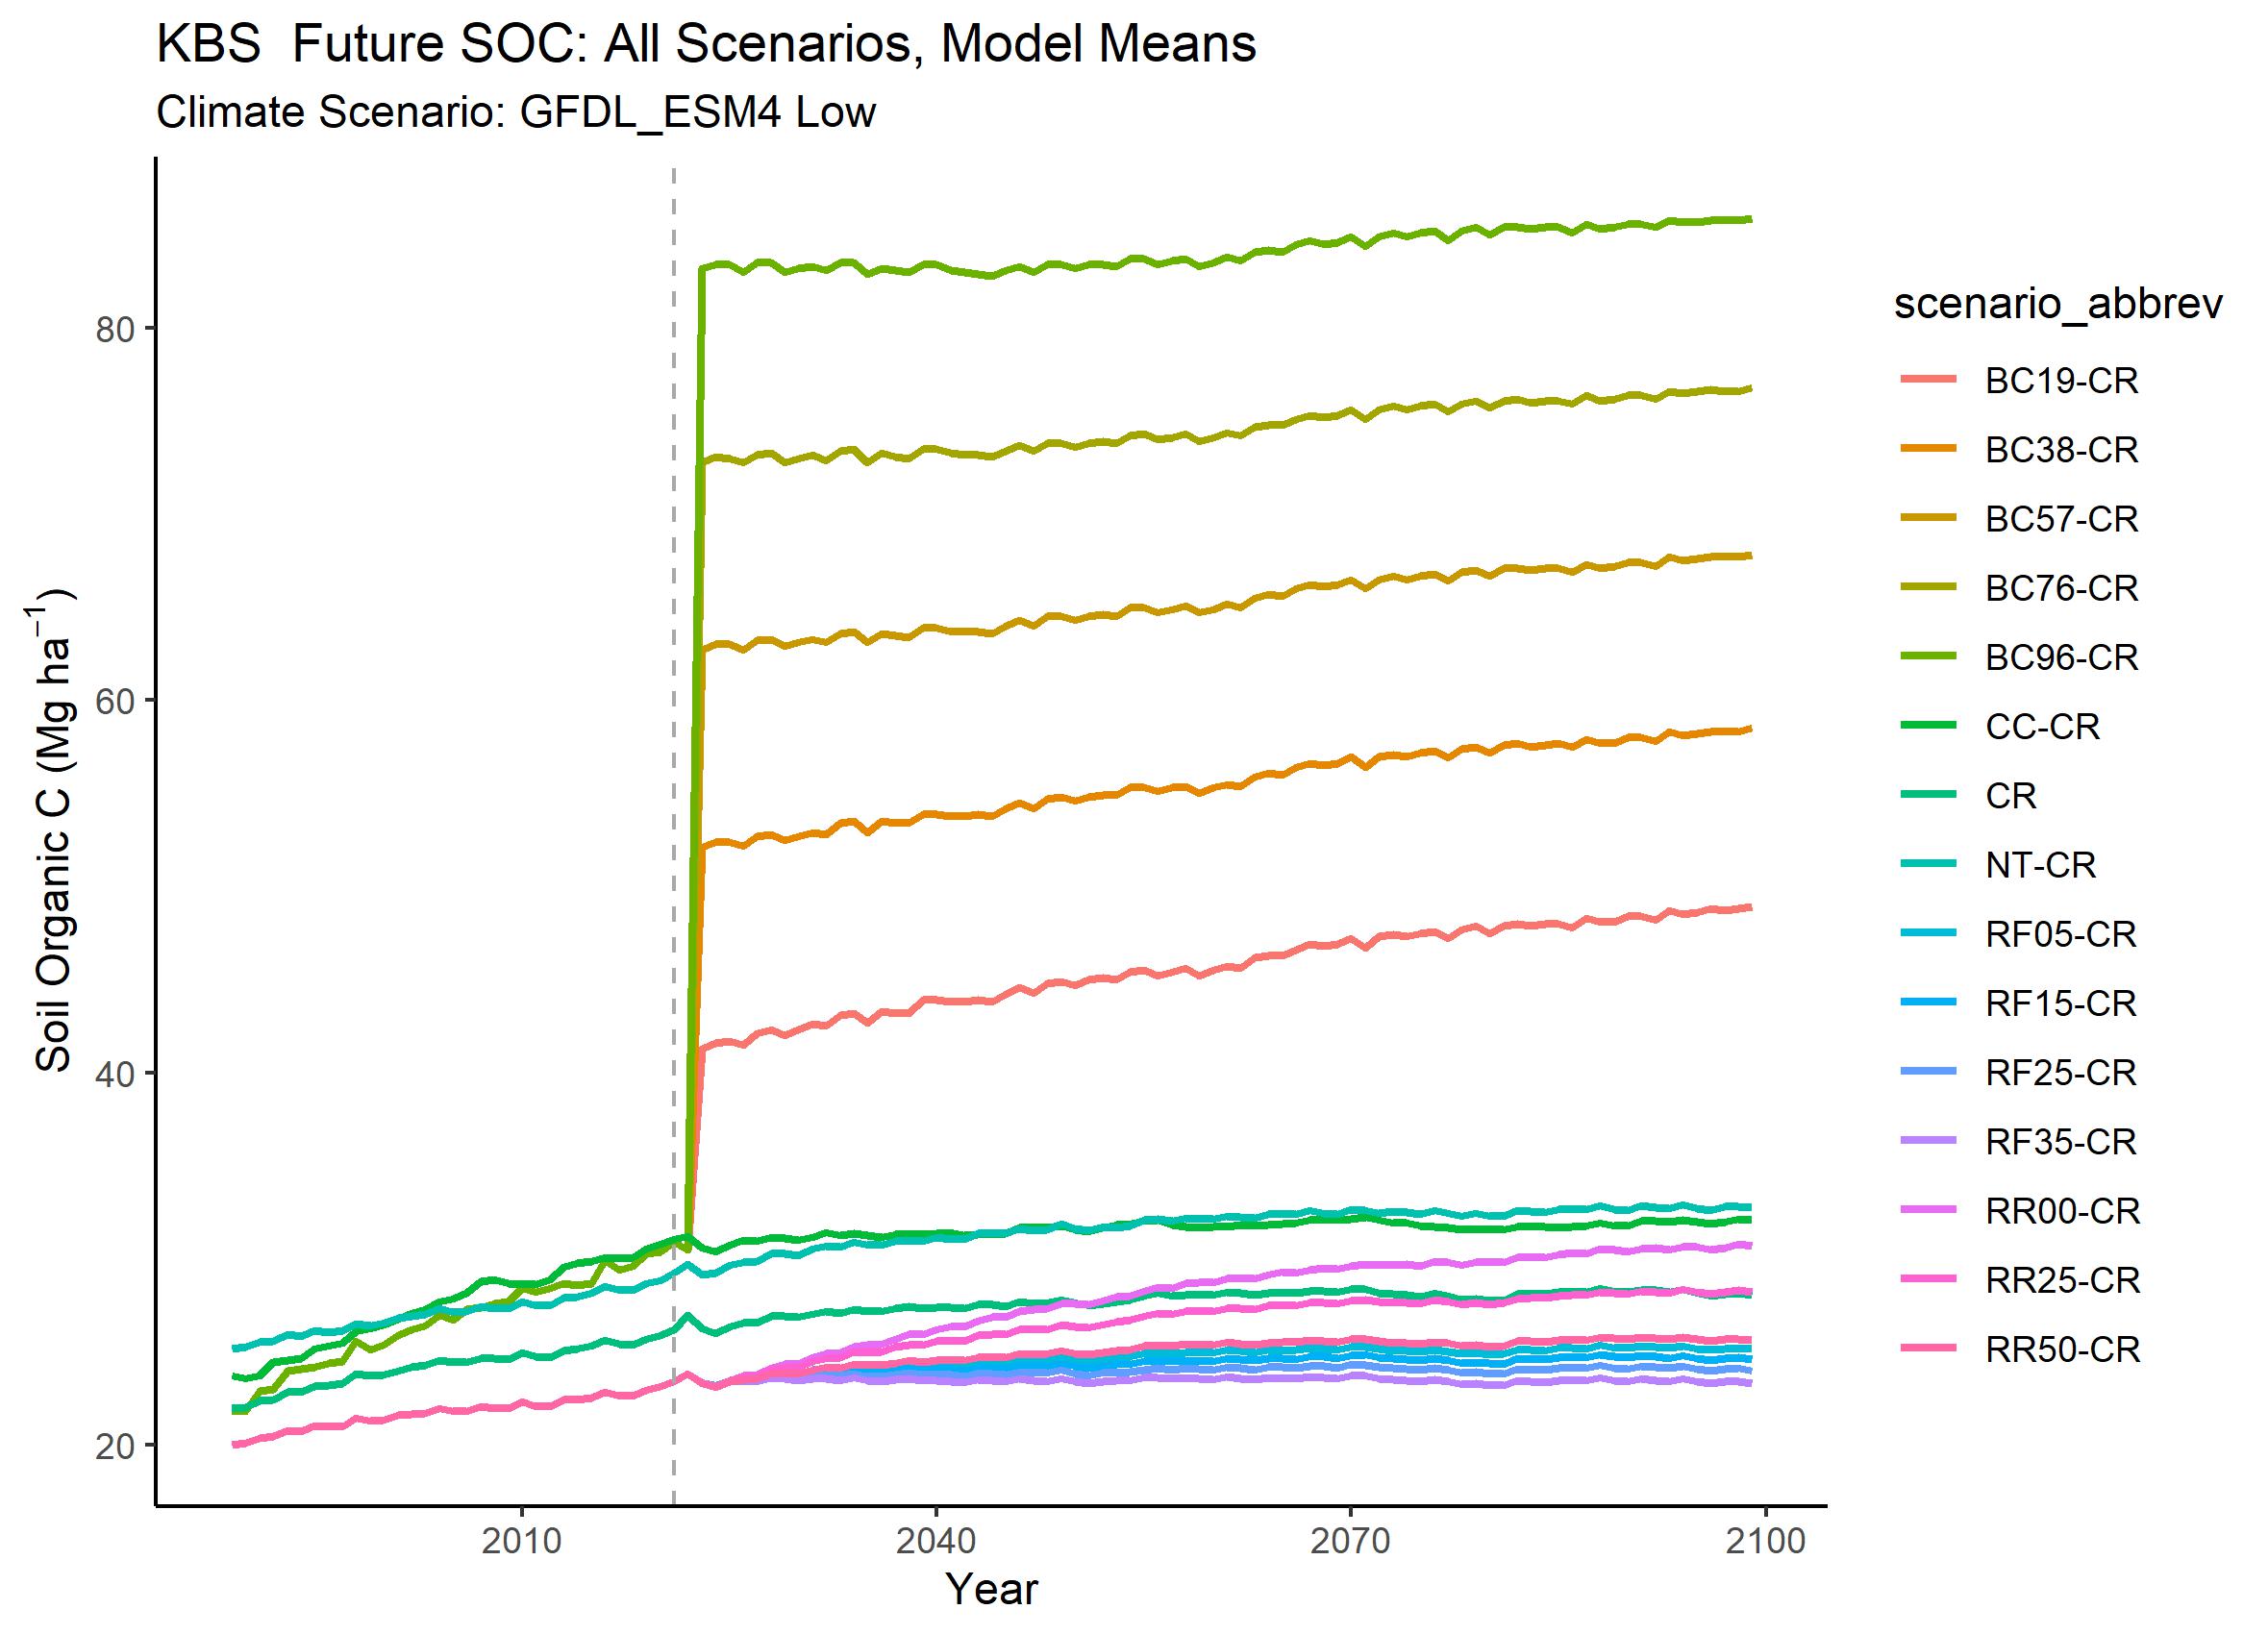 KBS  Future SOC: All Scenarios, Model Means
Climate Scenario: GFDL_ESM4 Low
Soil Organic C (Mg ha⁻¹)
80
60
40
20
2010
2040
2070
2100
Year
scenario_abbrev
BC19-CR
BC38-CR
BC57-CR
BC76-CR
BC96-CR
CC-CR
CR
NT-CR
RF05-CR
RF15-CR
RF25-CR
RF35-CR
RR00-CR
RR25-CR
RR50-CR